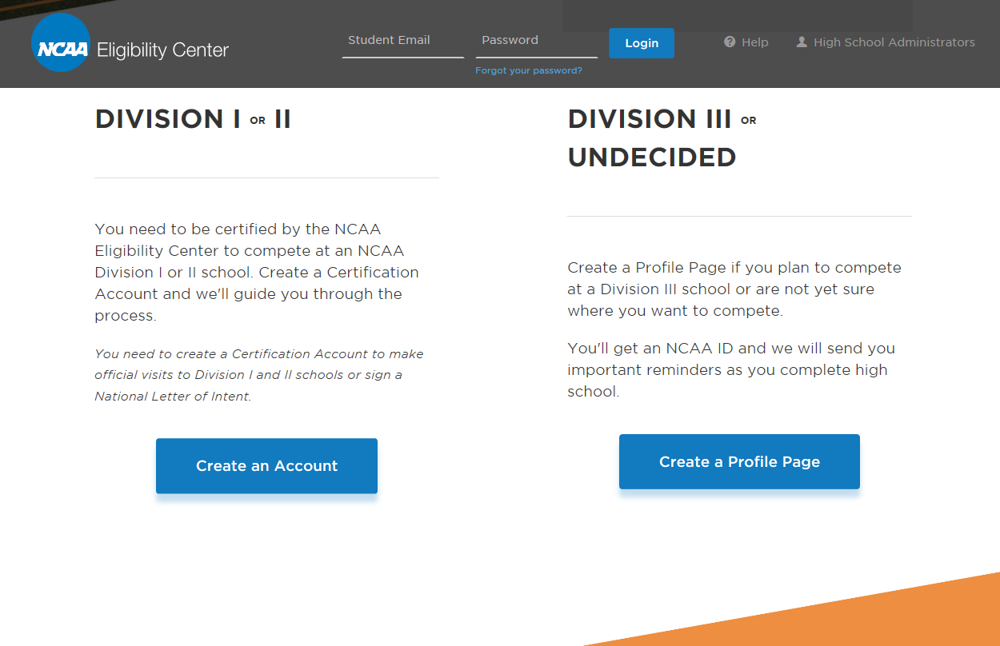 NCAA Eligibility Center
Student Email
Password
Login
Help
High School Administrators
Forgot your password?
DIVISION I OR II
You need to be certified by the NCAA
Eligibility Center to compete at an NCAA
Division I or II school. Create a Certification
Account and we'll guide you through the
process.
You need to create a Certification Account to make
official visits to Division I and II schools or sign a
National Letter of Intent.
Create an Account
DIVISION III OR
UNDECIDED
Create a Profile Page if you plan to compete
at a Division III school or are not yet sure
where you want to compete.
You'll get an NCAA ID and we will send you
important reminders as you complete high
school.
Create a Profile Page